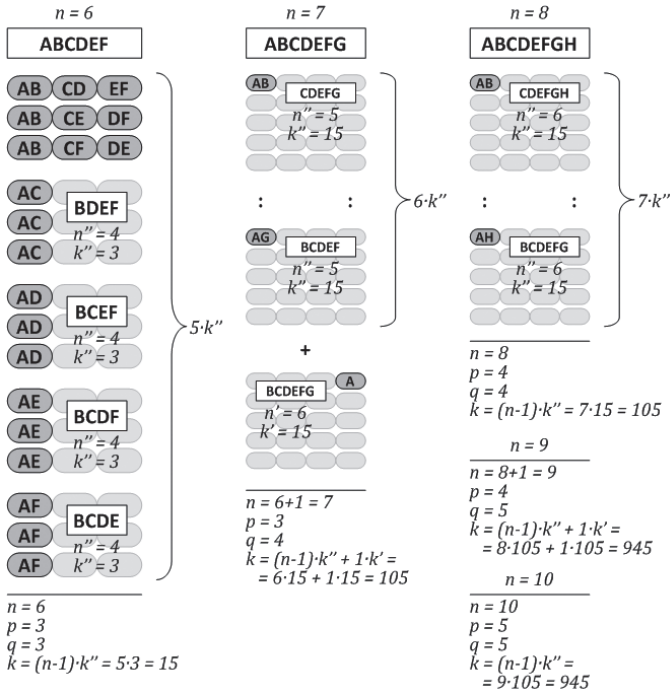 n = 6
ABCDEF
AB CD EF
AB CE DF
AB CF DE
AC
AC
AC
BDEF
n'' = 4
k'' = 3
AD
AD
AD
BCEF
n'' = 4
k'' = 3
AE
AE
AE
BCDF
n'' = 4
k'' = 3
AF
AF
AF
BCDE
n'' = 4
k'' = 3
5·k''
n = 6
p = 3
q = 3
k = (n-1)·k'' = 5·3 = 15
n = 7
ABCDEFG
AB
CDEFG
n'' = 5
k'' = 15
: :
AG
BCDEF
n'' = 5
k'' = 15
6·k''
+
BCDEFG
A
n' = 6
k' = 15
n = 6+1 = 7
p = 3
q = 4
k = (n-1)·k'' + 1·k' =
= 6·15 + 1·15 = 105
n = 8
ABCDEFGH
AB
CDEFGH
n'' = 6
k'' = 15
: :
AH
BCDEFG
n'' = 6
k'' = 15
7·k''
n = 8
p = 4
q = 4
k = (n-1)·k'' = 7·15 = 105
n = 9
n = 8+1 = 9
p = 4
q = 5
k = (n-1)·k'' + 1·k' =
= 8·105 + 1·105 = 945
n = 10
n = 10
p = 5
q = 5
k = (n-1)·k'' =
= 9·105 = 945